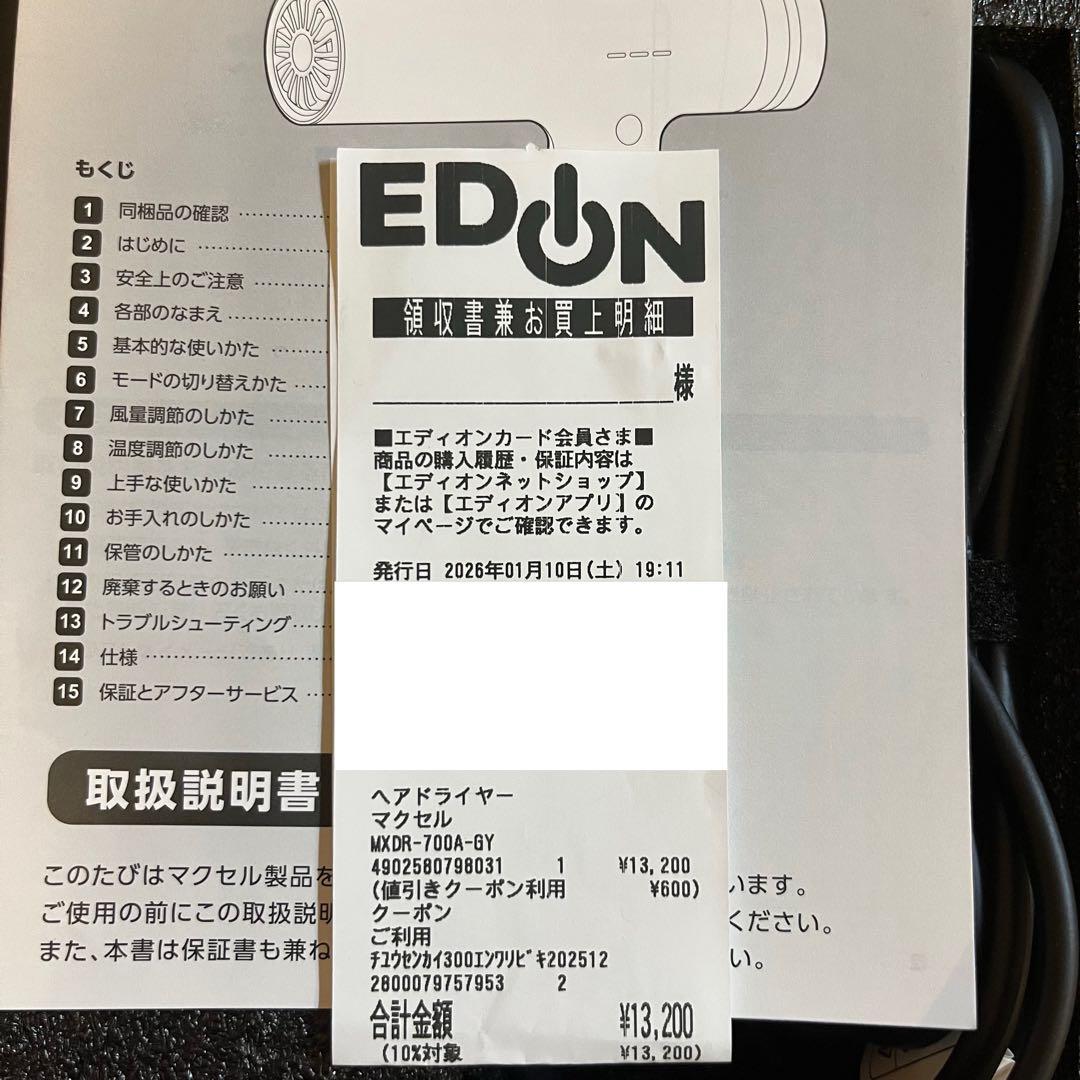 もくじ
1 同梱品の確認
2 はじめに
3 安全上のご注意
4 各部のなまえ
5 基本的な使いかた
6 モードの切り替えかた
7 風量調節のしかた
8 温度調節のしかた
9 上手な使いかた
10 お手入れのしかた
11 保管のしかた
12 廃棄するときのお願い
13 トラブルシューティング
14 仕様
15 保証とアフターサービス
取扱説明書
このたびはマクセル製品を
います。
ご使用の前にこの取扱説明
ください。
また、本書は保証書も兼ね
い。
EDION
領収書兼お買上明細
様
■エディオンカード会員さま■
商品の購入履歴・保証内容は
【エディオンネットショップ】
または【エディオンアプリ】の
マイページでご確認できます。
発行日 2026年01月10日(土) 19:11
ヘアドライヤー
マクセル
MXDR-700A-GY
4902580798031 1 ¥13,200
(値引きクーポン利用 ¥600)
クーポン
ご利用
ﾁﾕｳｾﾝｶｲ300ｴﾝﾜﾘﾋﾞｷ202512
2800079757953 2
合計金額 ¥13,200
(10%対象 ¥13,200)